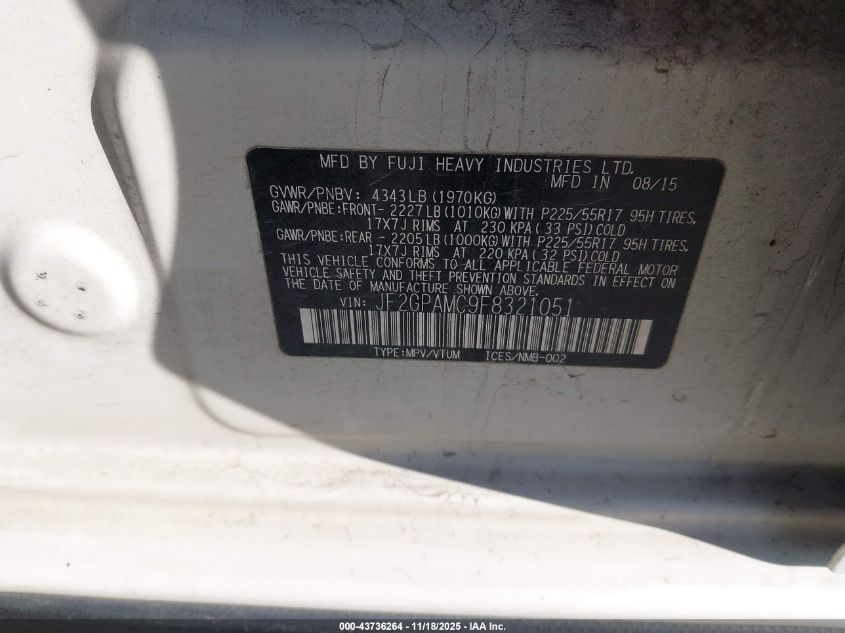 MFD BY FUJI HEAVY INDUSTRIES LTD.
MFD IN 08/15
GVWR/PNBV: 4343LB (1970KG)
GAWR/PNBE:FRONT- 2227LB (1010KG) WITH P225/55R17 95H TIRES,
17X7J RIMS AT 230 KPA ( 33 PSI) COLD
GAWR/PNBE:REAR - 2205LB (1000KG) WITH P225/55R17 95H TIRES,
17X7J RIMS AT 220 KPA ( 32 PSI) COLD
THIS VEHICLE CONFORMS TO ALL APPLICABLE FEDERAL MOTOR
VEHICLE SAFETY AND THEFT PREVENTION STANDARDS IN EFFECT ON
THE DATE OF MANUFACTURE SHOWN ABOVE.
VIN: JF2GPAMC9F8321051
TYPE:MPV/VTUM ICES/NMB-002
000-43736264 - 11/18/2025 - IAA Inc.